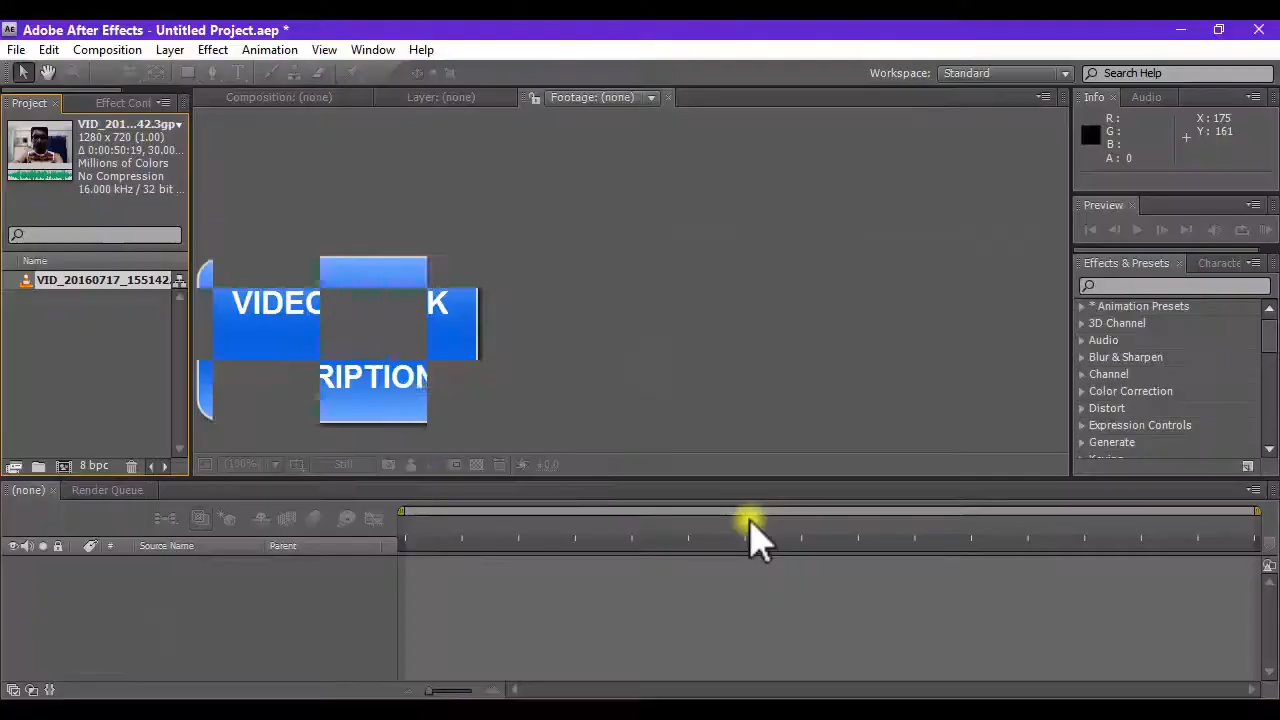 Adobe After Effects - Untitled Project.aep *
File Edit Composition Layer Effect Animation View Window Help
Workspace: Standard Search Help
Project Effect Conl Composition: (none) Layer: (none) Footage: (none) Info Audio
VID_201...42.3gp
1280 x 720 (1.00)
Δ 0:00:50:19, 30.00...
Millions of Colors
No Compression
16.000 kHz / 32 bit ...
R :
G :
B :
A : 0
X : 175
Y : 161
Preview
Name
VID_20160717_155142.
Effects & Presets Characte
* Animation Presets
3D Channel
Audio
Blur & Sharpen
Channel
Color Correction
Distort
Expression Controls
Generate
VIDEO K
RIPTION
8 bpc
Still
(none) Render Queue
# Source Name Parent